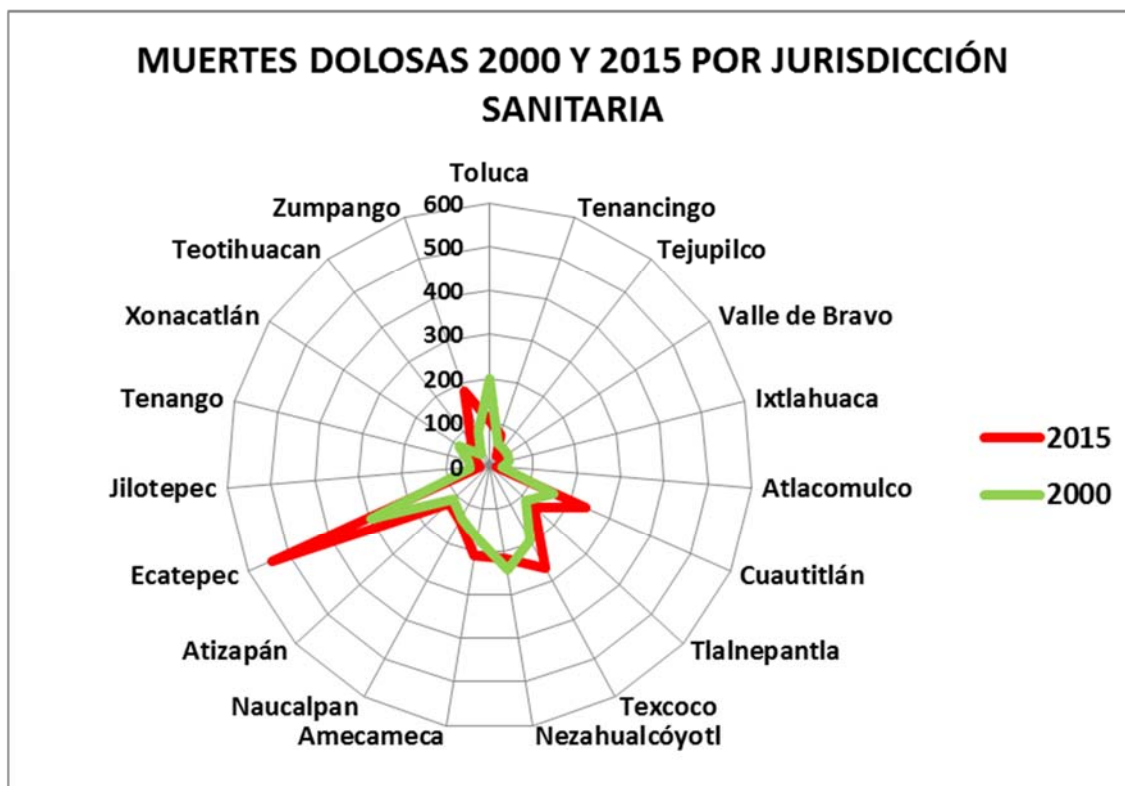 MUERTES DOLOSAS 2000 Y 2015 POR JURISDICCIÓN
SANITARIA
Toluca
Tenancingo
Tejupilco
Valle de Bravo
Ixtlahuaca
Atlacomulco
Cuautitlán
Tlalnepantla
Texcoco
Nezahualcóyotl
Amecameca
Naucalpan
Atizapán
Ecatepec
Jilotepec
Tenango
Xonacatlán
Teotihuacan
Zumpango
600
500
400
300
200
100
0
2015
2000